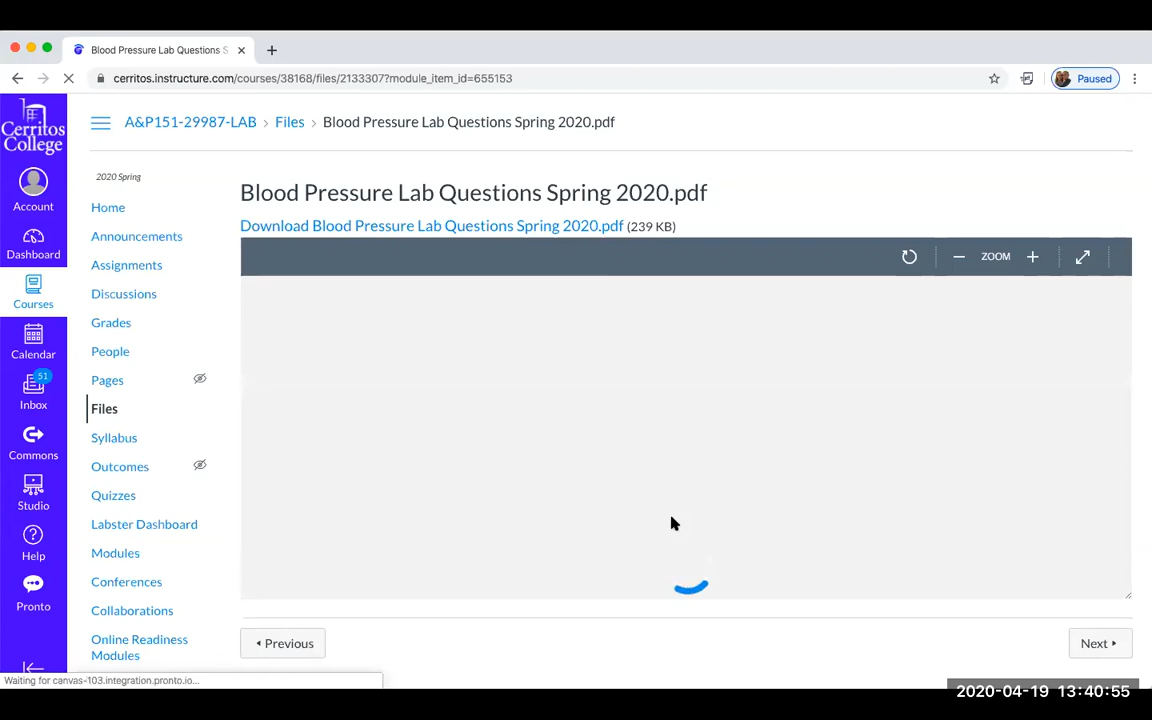 Blood Pressure Lab Questions S
cerritos.instructure.com/courses/38168/files/2133307?module_item_id=655153
Paused
Cerritos
College
A&P151-29987-LAB > Files > Blood Pressure Lab Questions Spring 2020.pdf
Account
Dashboard
Courses
Calendar
51
Inbox
Commons
Studio
Help
Pronto
2020 Spring
Home
Announcements
Assignments
Discussions
Grades
People
Pages
Files
Syllabus
Outcomes
Quizzes
Labster Dashboard
Modules
Conferences
Collaborations
Online Readiness
Modules
Blood Pressure Lab Questions Spring 2020.pdf
Download Blood Pressure Lab Questions Spring 2020.pdf (239 KB)
ZOOM
Previous
Next
Waiting for canvas-103.integration.pronto.io...
2020-04-19 13:40:55